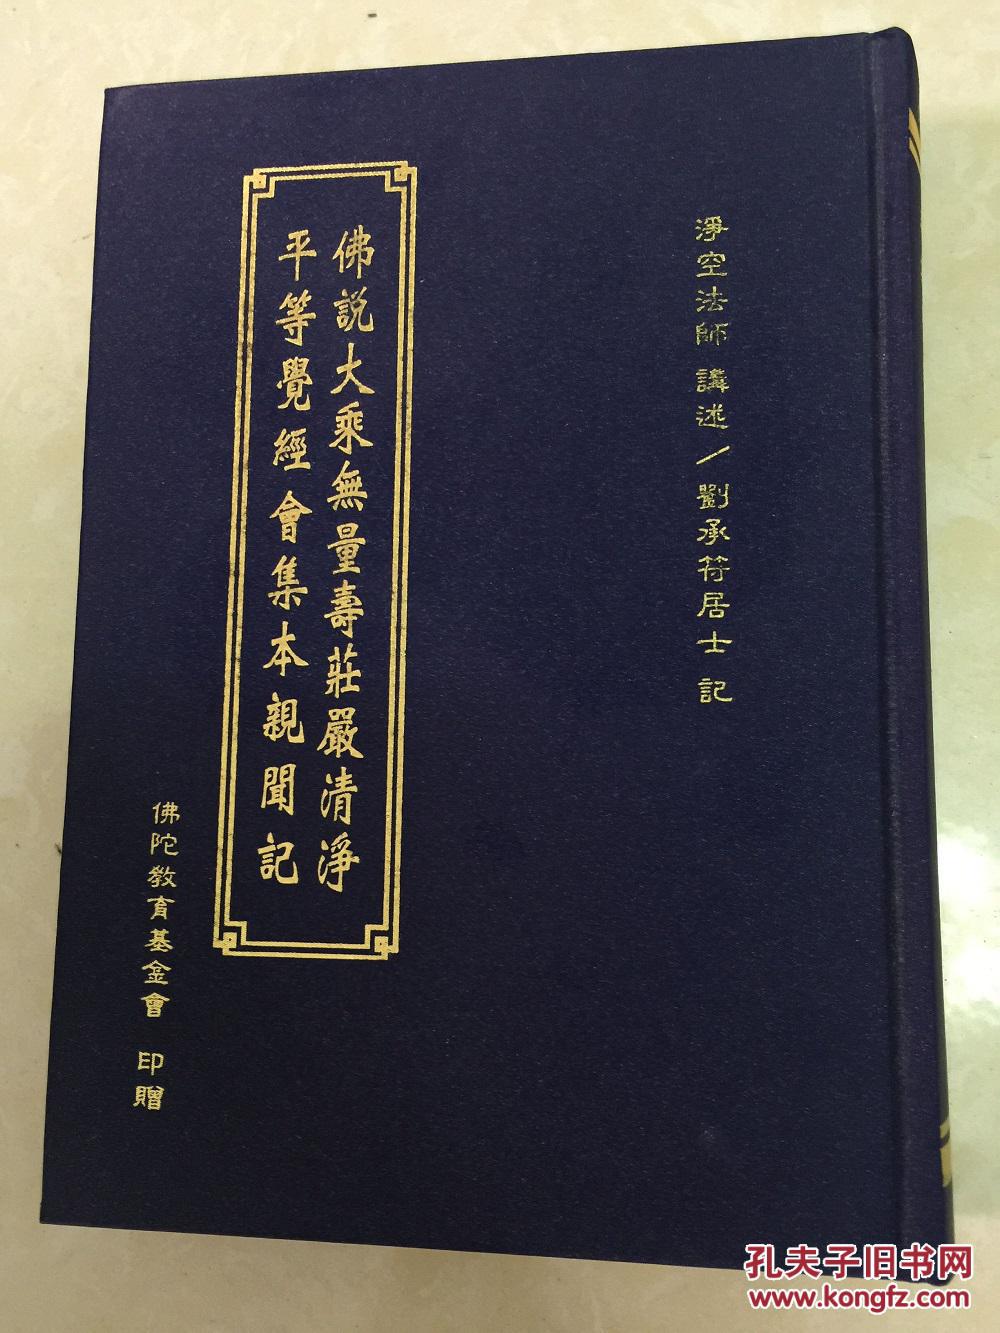 淨空法師 講述/劉承符居士 記
佛説大乘無量壽莊嚴清淨
平等覺經會集本親聞記
佛陀教育基金會 印贈
孔夫子旧书网
www.kongfz.com